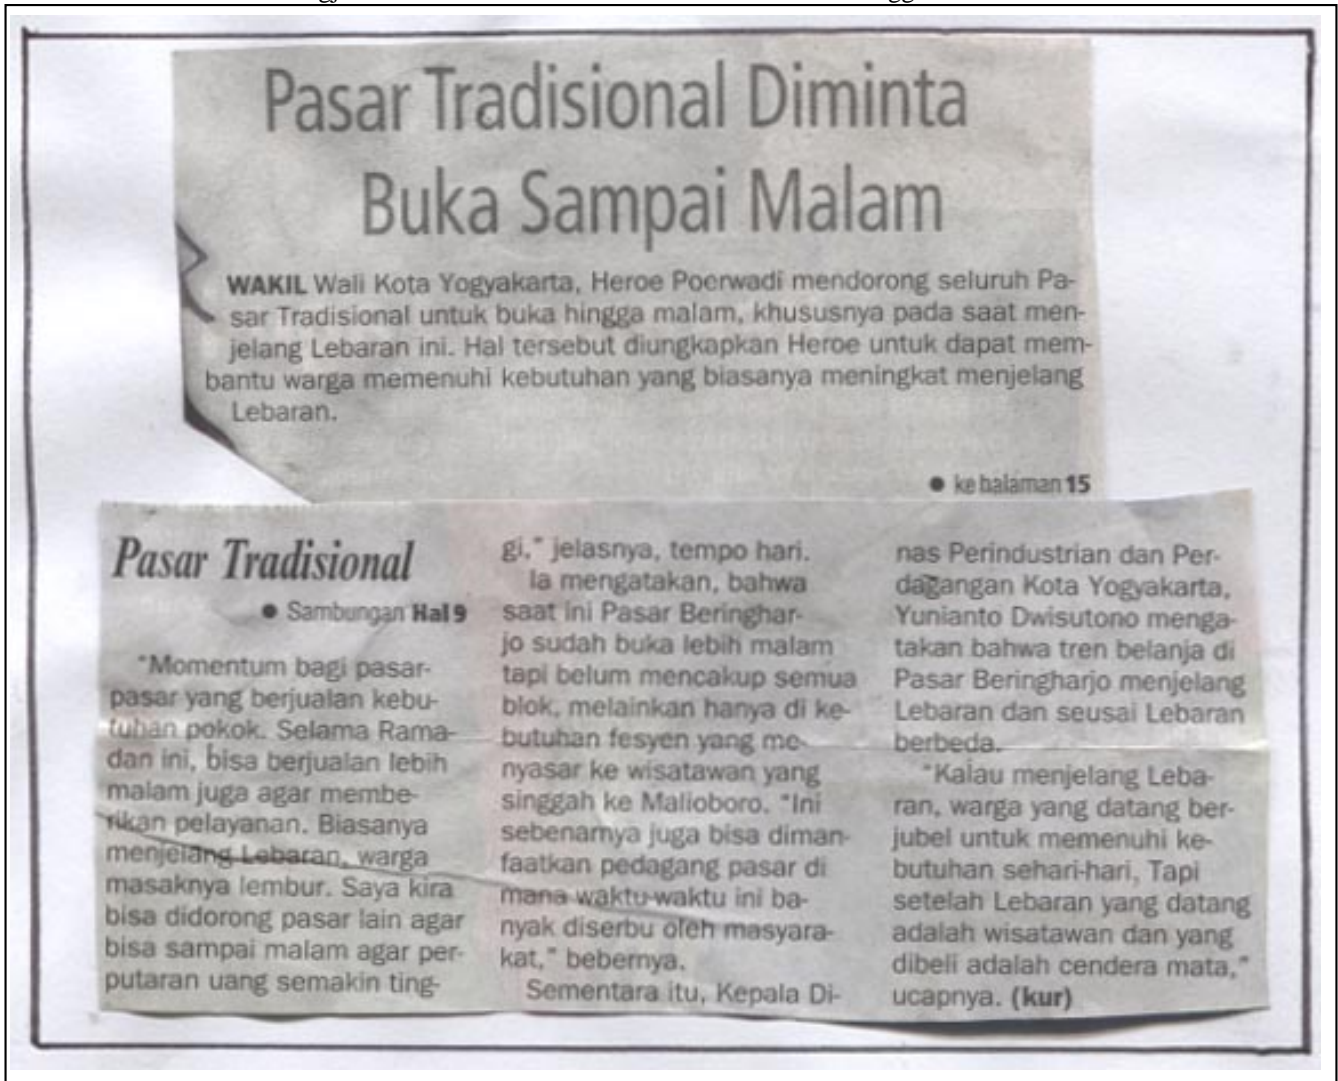 Pasar Tradisional Diminta
Buka Sampai Malam
WAKIL Wali Kota Yogyakarta, Heroe Poerwadi mendorong seluruh Pa-
sar Tradisional untuk buka hingga malam, khususnya pada saat men-
jelang Lebaran ini. Hal tersebut diungkapkan Heroe untuk dapat mem-
bantu warga memenuhi kebutuhan yang biasanya meningkat menjelang
Lebaran.
● ke halaman 15
Pasar Tradisional
● Sambungan Hal 9
"Momentum bagi pasar-
pasar yang berjualan kebu-
tuhan pokok. Selama Rama-
dan ini, bisa berjualan lebih
malam juga agar membe-
rikan pelayanan. Biasanya
menjelang Lebaran, warga
masaknya lembur. Saya kira
bisa didorong pasar lain agar
bisa sampai malam agar per-
putaran uang semakin ting-
gi," jelasnya, tempo hari.
Ia mengatakan, bahwa
saat ini Pasar Beringhar-
jo sudah buka lebih malam
tapi belum mencakup semua
blok, melainkan hanya di ke-
butuhan fesyen yang me-
nyasar ke wisatawan yang
singgah ke Malioboro. "Ini
sebenarnya juga bisa diman-
faatkan pedagang pasar di
mana waktu-waktu ini ba-
nyak diserbu oleh masyara-
kat," bebernya.
Sementara itu, Kepala Di-
nas Perindustrian dan Per-
dagangan Kota Yogyakarta,
Yunianto Dwisutono menga-
takan bahwa tren belanja di
Pasar Beringharjo menjelang
Lebaran dan seusai Lebaran
berbeda.
"Kalau menjelang Leba-
ran, warga yang datang ber-
jubel untuk memenuhi ke-
butuhan sehari-hari, Tapi
setelah Lebaran yang datang
adalah wisatawan dan yang
dibeli adalah cendera mata,"
ucapnya. (kur)